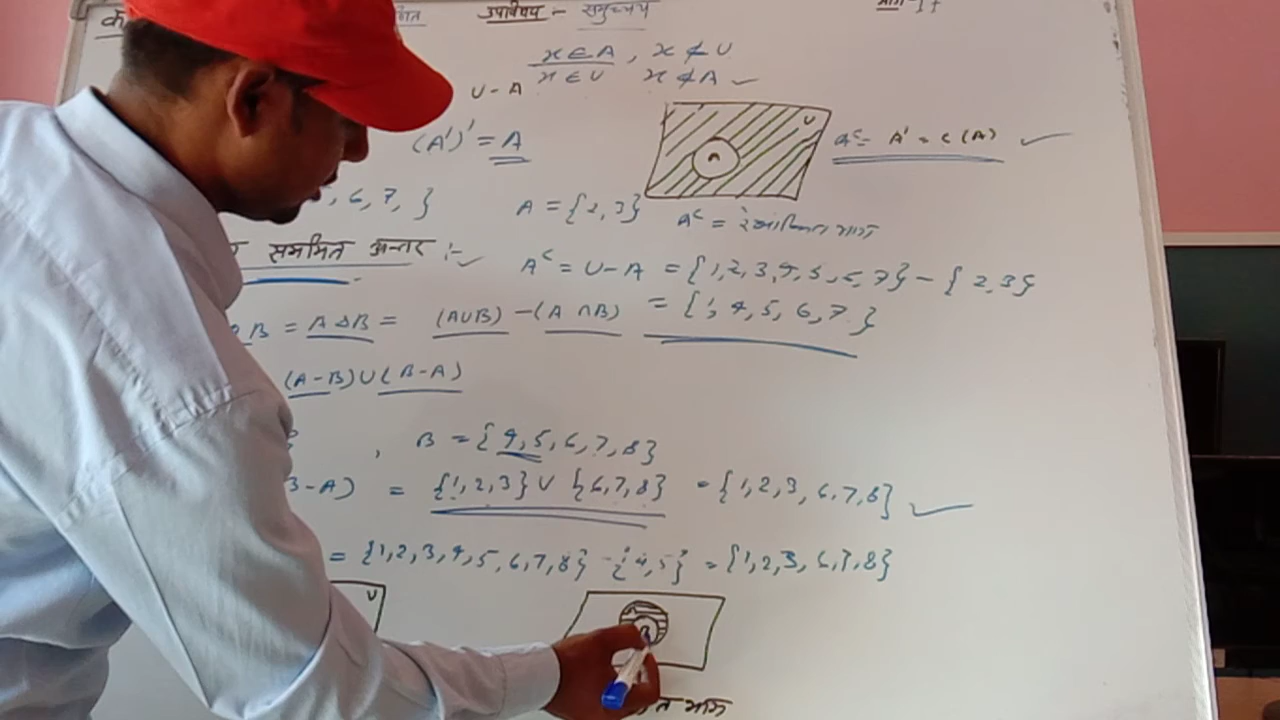 उपविषय :- समुच्चय
x ∈ A , x ∉ U
x ∈ U x ∉ A ✓
U - A
U
(A')' = A
A^c = A' = C(A) ✓
, 6, 7, }
A = {2,3}
A^c = रेखांकित भाग
सममित अन्तर :- ✓
A^c = U - A = {1,2,3,4,5,6,7} - {2,3}
B = A Δ B = (A∪B) - (A∩B)
= {1, 4, 5, 6, 7 }
(A-B) ∪ (B-A)
, B = {4,5,6,7,8}
B-A) = {1,2,3} ∪ {6,7,8} = {1,2,3,6,7,8} ✓
= {1,2,3,4,5,6,7,8} - {4,5} = {1,2,3,6,7,8}
U
B
भाग